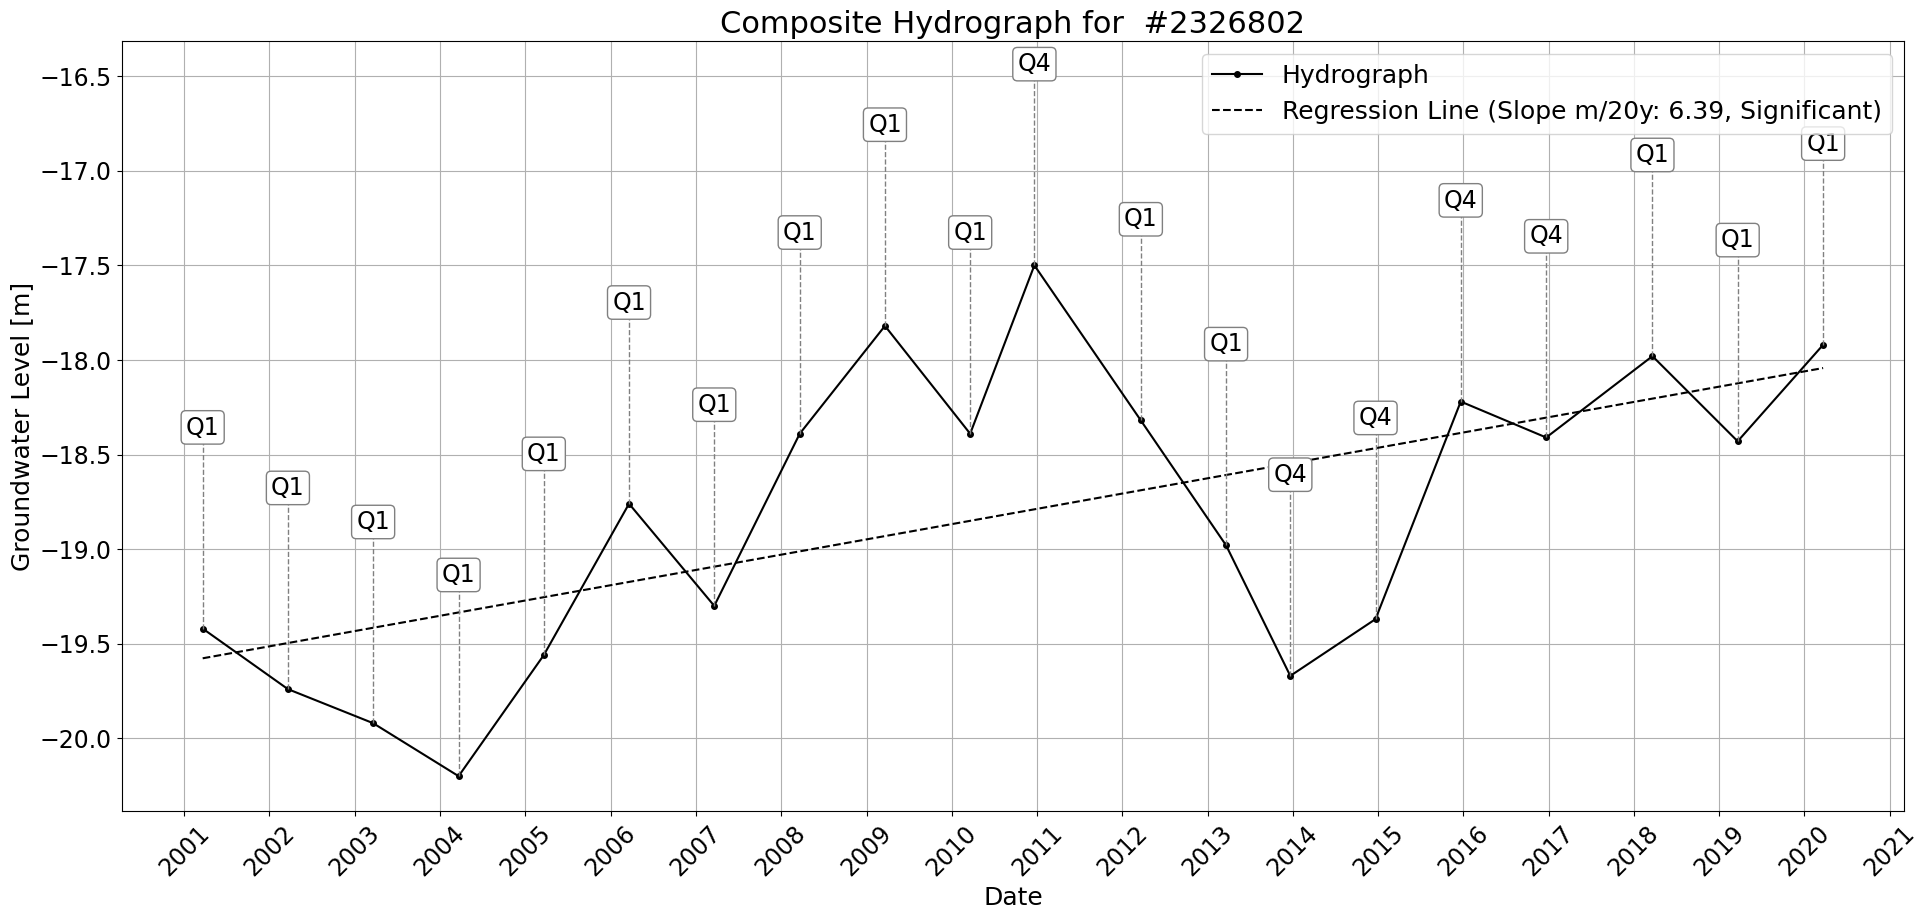 Composite Hydrograph for  #2326802
Hydrograph
Regression Line (Slope m/20y: 6.39, Significant)
Groundwater Level [m]
−16.5
−17.0
−17.5
−18.0
−18.5
−19.0
−19.5
−20.0
Q1
Q1
Q1
Q1
Q1
Q1
Q1
Q1
Q1
Q1
Q4
Q1
Q1
Q4
Q4
Q4
Q4
Q1
Q1
Q1
2001
2002
2003
2004
2005
2006
2007
2008
2009
2010
2011
2012
2013
2014
2015
2016
2017
2018
2019
2020
2021
Date